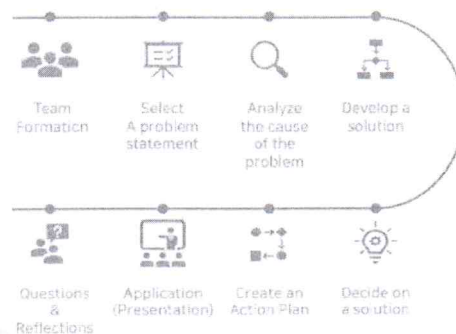 Team
Formation
Select
A problem
statement
Analyze
the cause
of the
problem
Develop a
solution
Decide on
a solution
Create an
Action Plan
Application
(Presentation)
Questions
&
Reflections